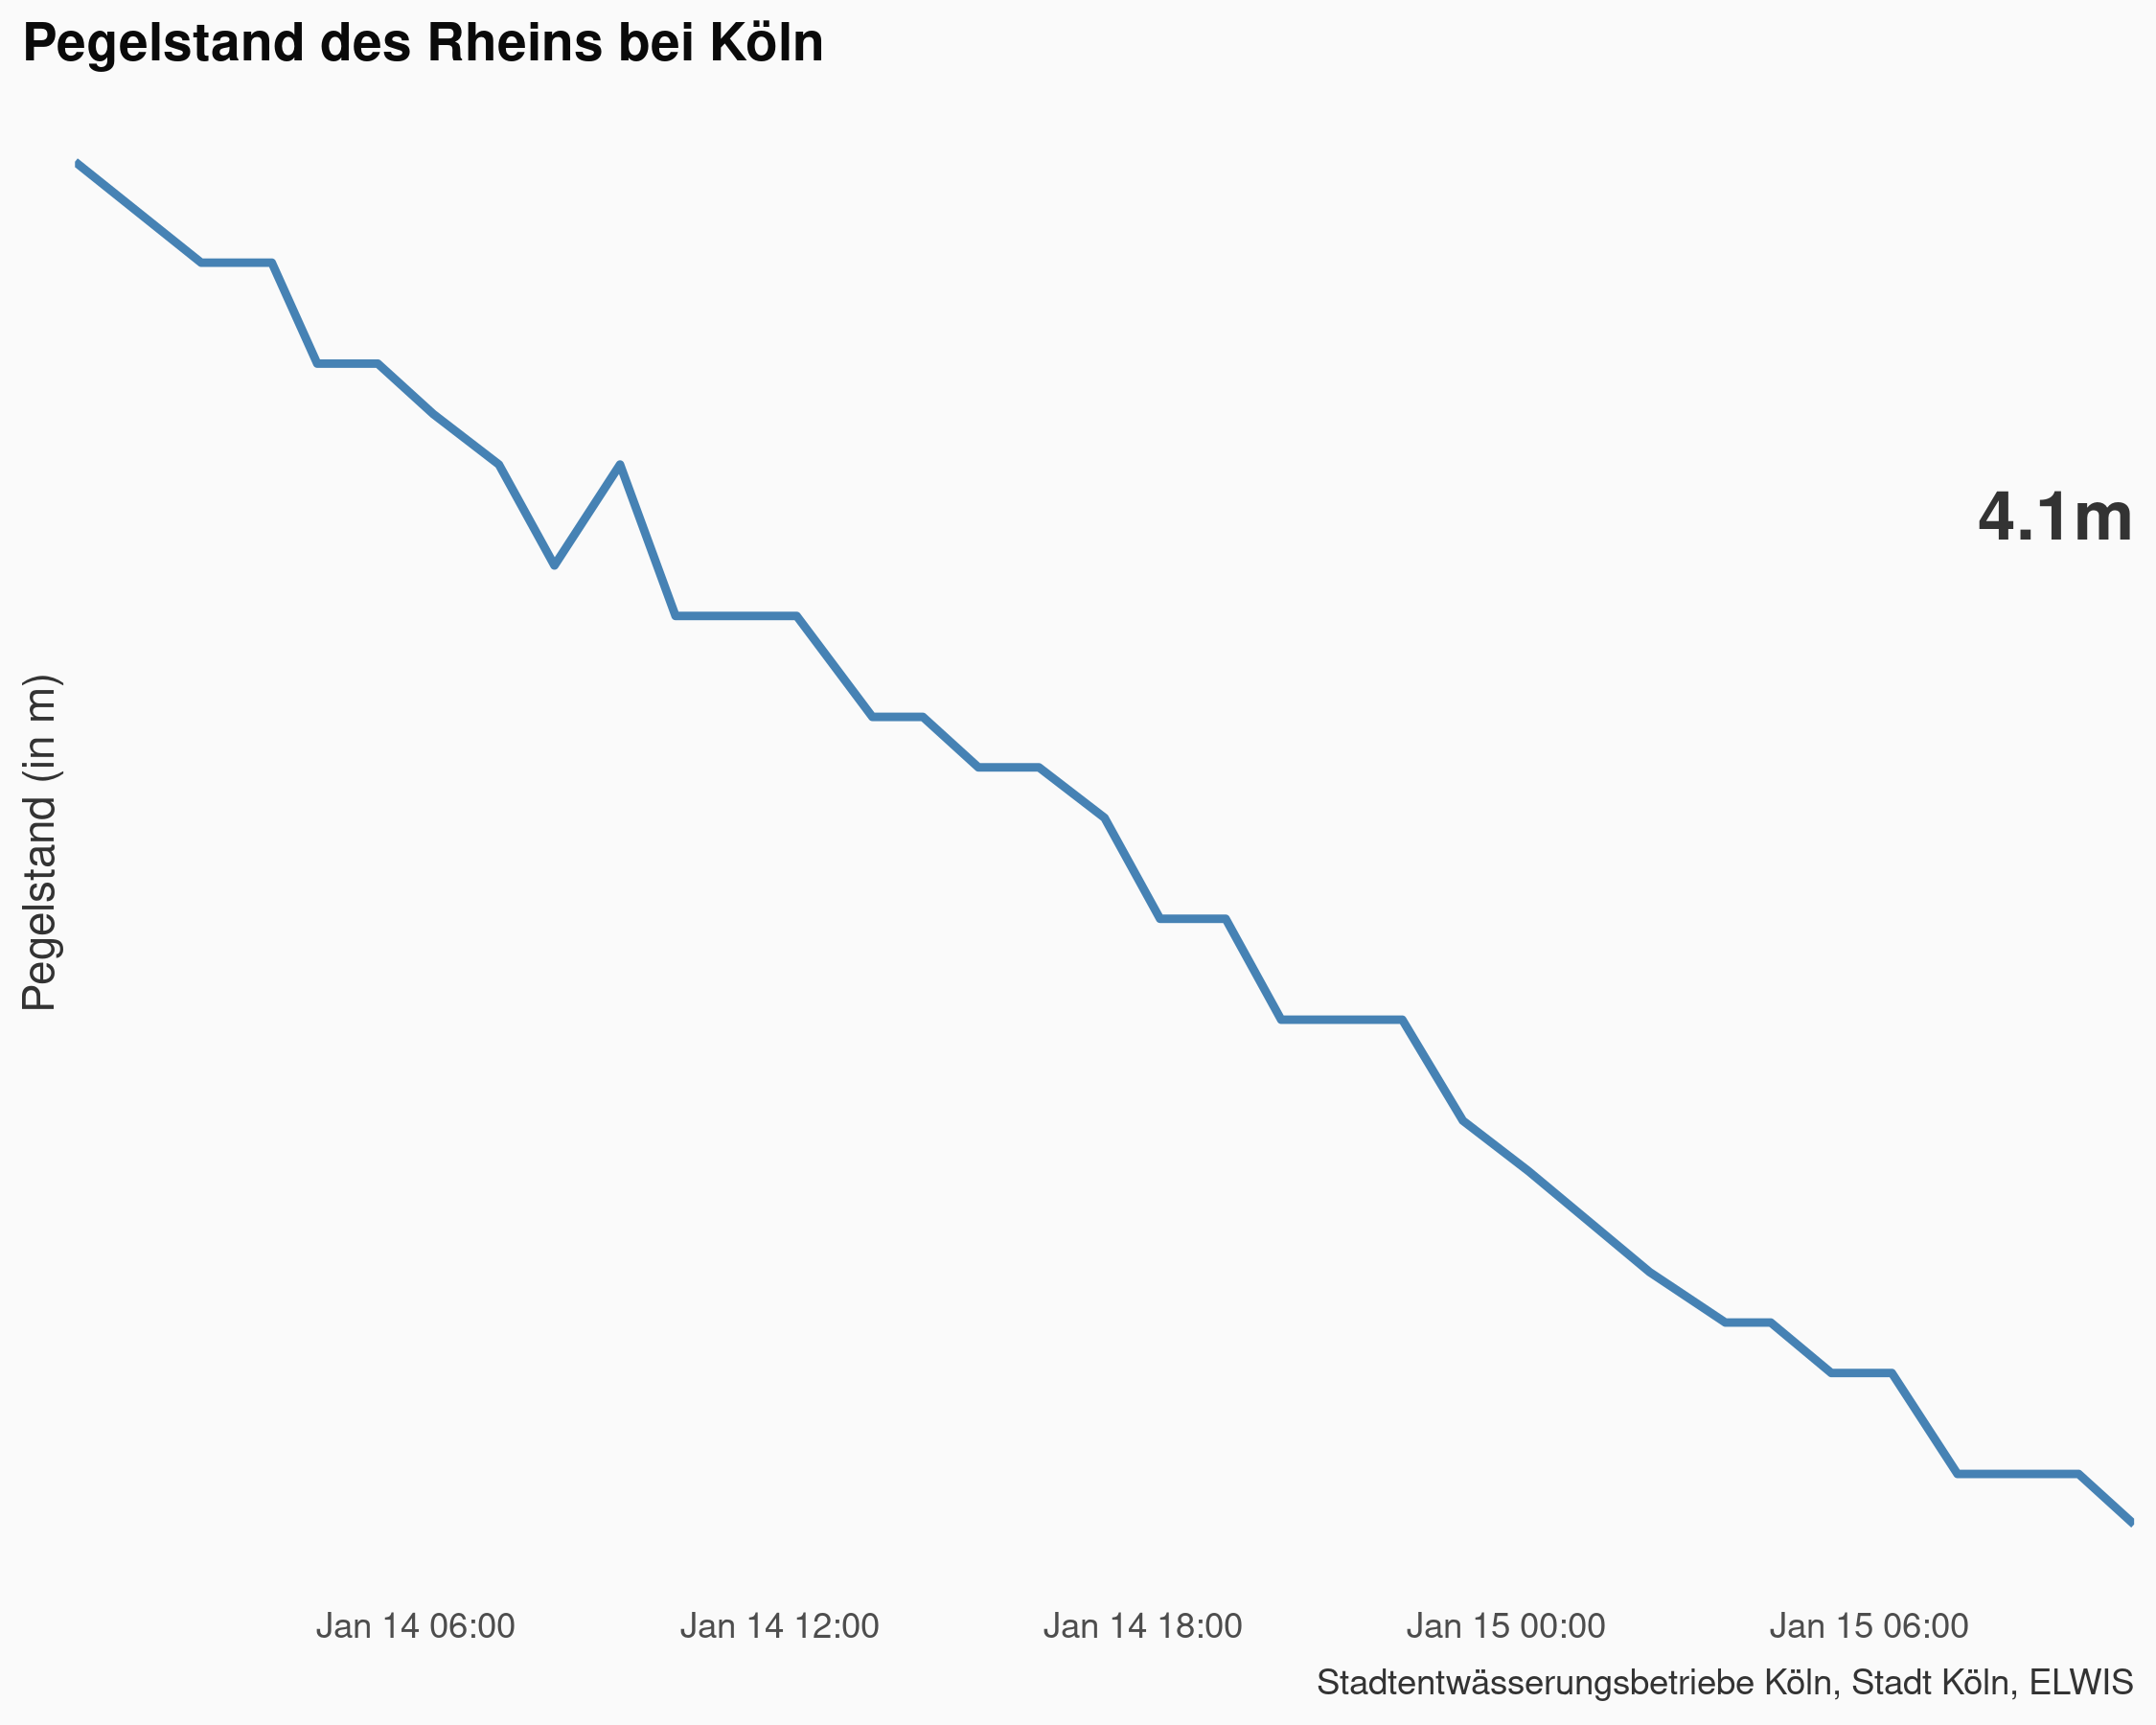 Pegelstand des Rheins bei Köln
4.1m
Pegelstand (in m)
Jan 14 06:00
Jan 14 12:00
Jan 14 18:00
Jan 15 00:00
Jan 15 06:00
Stadtentwässerungsbetriebe Köln, Stadt Köln, ELWIS